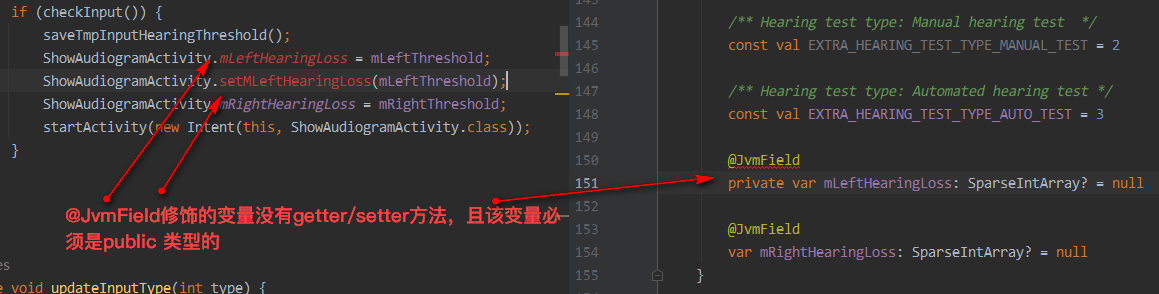 if (checkInput()) {
saveTmpInputHearingThreshold();
ShowAudiogramActivity.mLeftHearingLoss = mLeftThreshold;
ShowAudiogramActivity.setMLeftHearingLoss(mLeftThreshold);
ShowAudiogramActivity.mRightHearingLoss = mRightThreshold;
startActivity(new Intent(this, ShowAudiogramActivity.class));
}
@JvmField修饰的变量没有getter/setter方法，且该变量必
须是public 类型的
void updateInputType(int type) {
144 /** Hearing test type: Manual hearing test */
145 const val EXTRA_HEARING_TEST_TYPE_MANUAL_TEST = 2
146
147 /** Hearing test type: Automated hearing test */
148 const val EXTRA_HEARING_TEST_TYPE_AUTO_TEST = 3
149
150 @JvmField
151 private var mLeftHearingLoss: SparseIntArray? = null
152
153 @JvmField
154 var mRightHearingLoss: SparseIntArray? = null
155 }